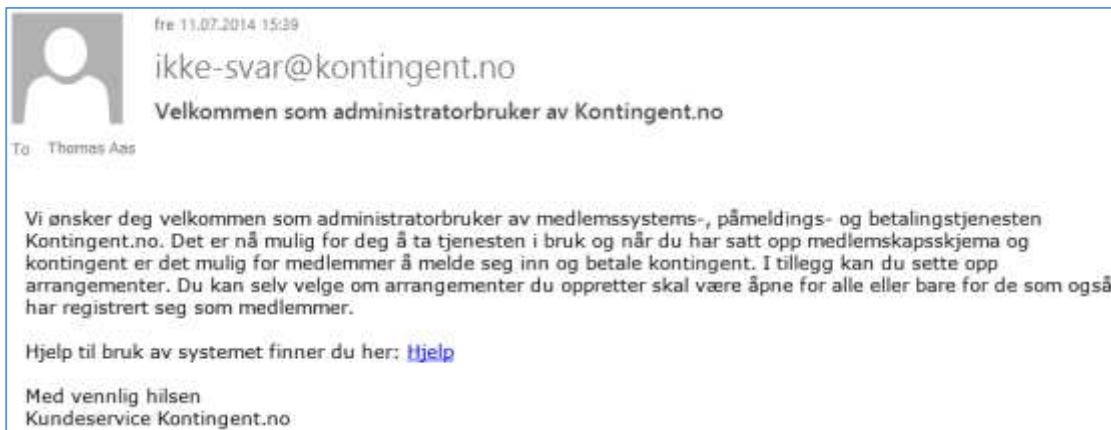 fre 11.07.2014 15:39
ikke-svar@kontingent.no
Velkommen som administratorbruker av Kontingent.no
To Thomas Aas
Vi ønsker deg velkommen som administratorbruker av medlemssystems-, påmeldings- og betalingstjenesten
Kontingent.no. Det er nå mulig for deg å ta tjenesten i bruk og når du har satt opp medlemskapsskjema og
kontingent er det mulig for medlemmer å melde seg inn og betale kontingent. I tillegg kan du sette opp
arrangementer. Du kan selv velge om arrangementer du oppretter skal være åpne for alle eller bare for de som også
har registrert seg som medlemmer.
Hjelp til bruk av systemet finner du her: Hjelp
Med vennlig hilsen
Kundeservice Kontingent.no